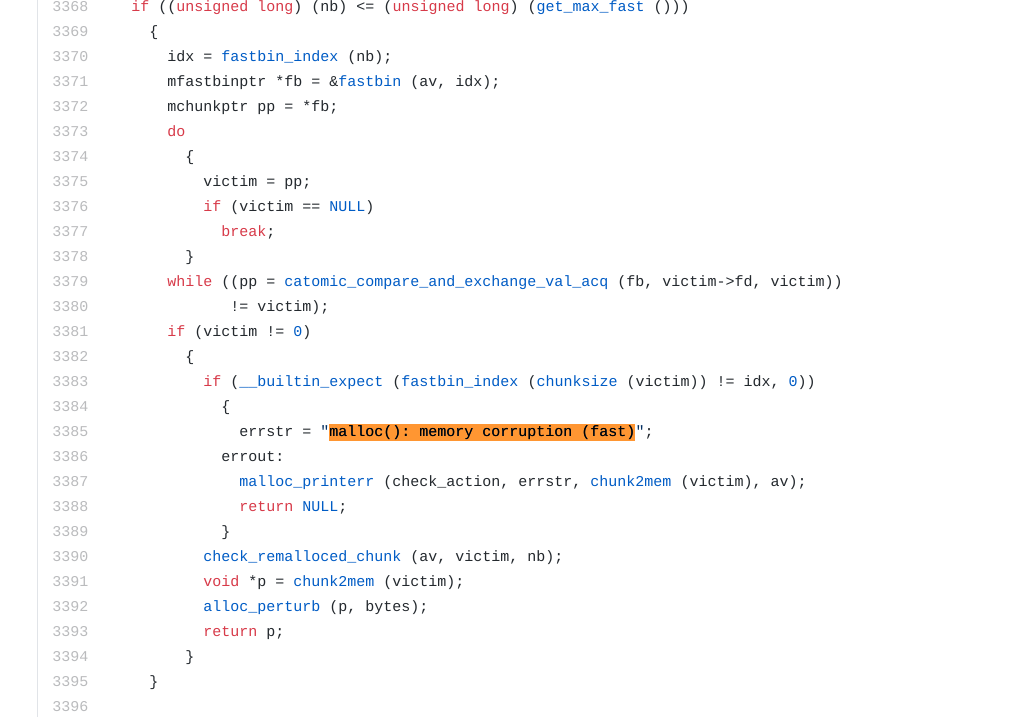 3368 if ((unsigned long) (nb) <= (unsigned long) (get_max_fast ()))
3369 {
3370 idx = fastbin_index (nb);
3371 mfastbinptr *fb = &fastbin (av, idx);
3372 mchunkptr pp = *fb;
3373 do
3374 {
3375 victim = pp;
3376 if (victim == NULL)
3377 break;
3378 }
3379 while ((pp = catomic_compare_and_exchange_val_acq (fb, victim->fd, victim))
3380 != victim);
3381 if (victim != 0)
3382 {
3383 if (__builtin_expect (fastbin_index (chunksize (victim)) != idx, 0))
3384 {
3385 errstr = "malloc(): memory corruption (fast)";
3386 errout:
3387 malloc_printerr (check_action, errstr, chunk2mem (victim), av);
3388 return NULL;
3389 }
3390 check_remalloced_chunk (av, victim, nb);
3391 void *p = chunk2mem (victim);
3392 alloc_perturb (p, bytes);
3393 return p;
3394 }
3395 }
3396